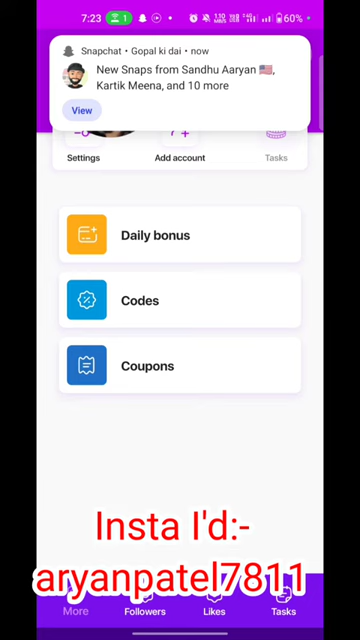 7:23
1
60%
Snapchat • Gopal ki dai • now
New Snaps from Sandhu Aaryan 🇺🇸,
Kartik Meena, and 10 more
View
Settings
Add account
Tasks
Daily bonus
Codes
Coupons
Insta I'd:-
aryanpatel7811
More
Followers
Likes
Tasks